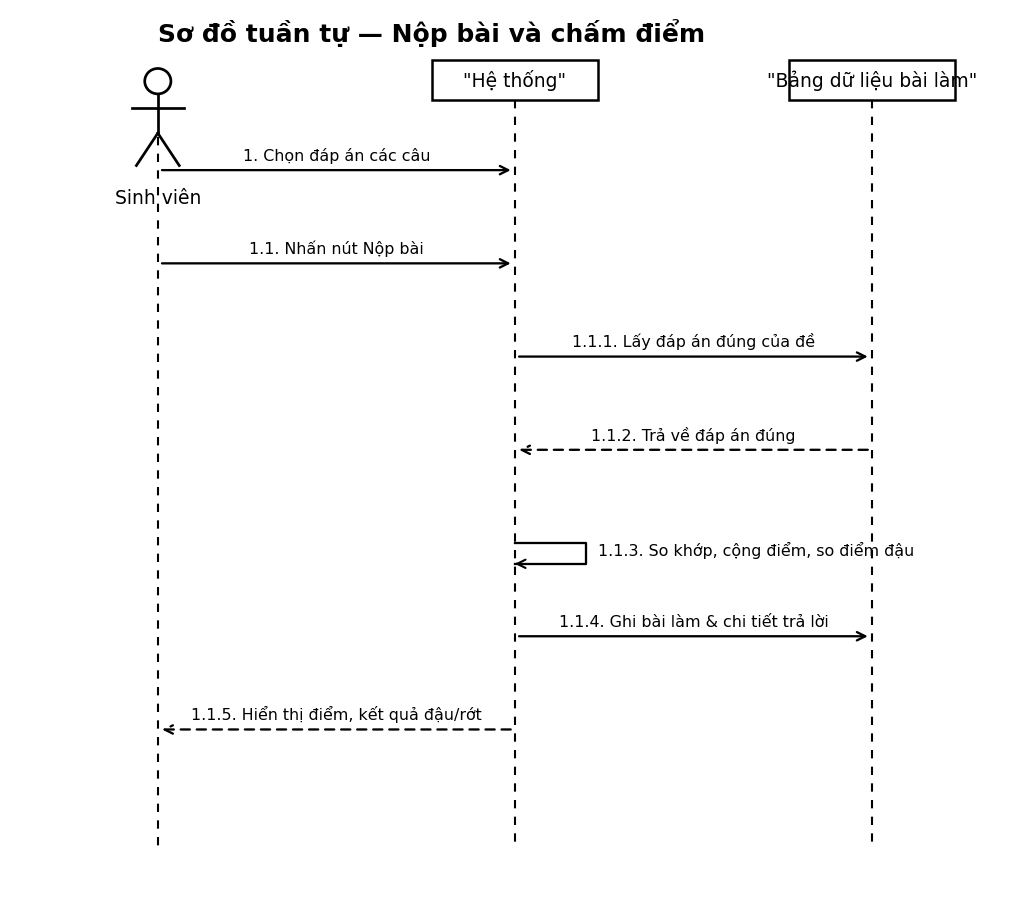 Sơ đồ tuần tự — Nộp bài và chấm điểm
"Hệ thống"
"Bảng dữ liệu bài làm"
1. Chọn đáp án các câu
Sinh viên
1.1. Nhấn nút Nộp bài
1.1.1. Lấy đáp án đúng của đề
1.1.2. Trả về đáp án đúng
1.1.3. So khớp, cộng điểm, so điểm đậu
1.1.4. Ghi bài làm & chi tiết trả lời
1.1.5. Hiển thị điểm, kết quả đậu/rớt